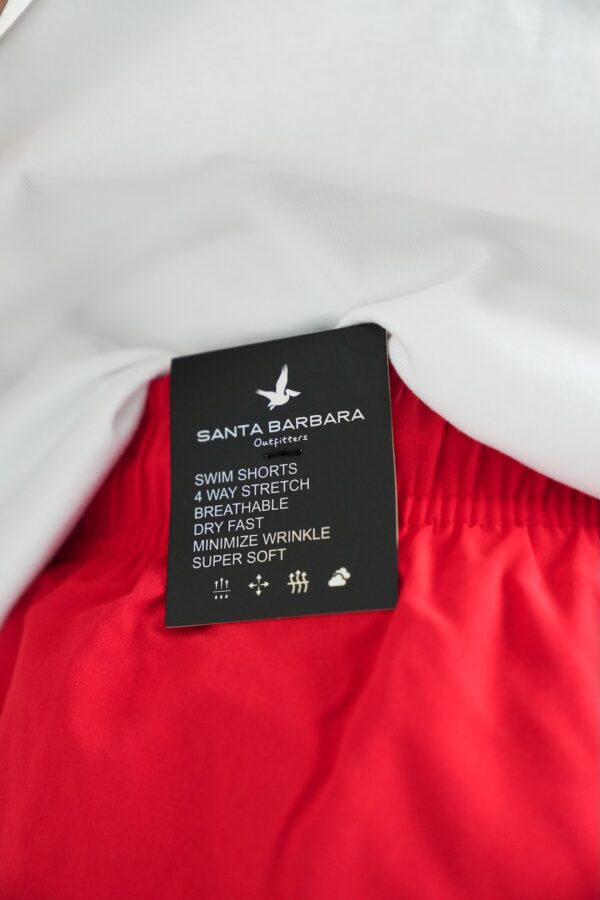 SANTA BARBARA
Outfitters
SWIM SHORTS
4 WAY STRETCH
BREATHABLE
DRY FAST
MINIMIZE WRINKLE
SUPER SOFT